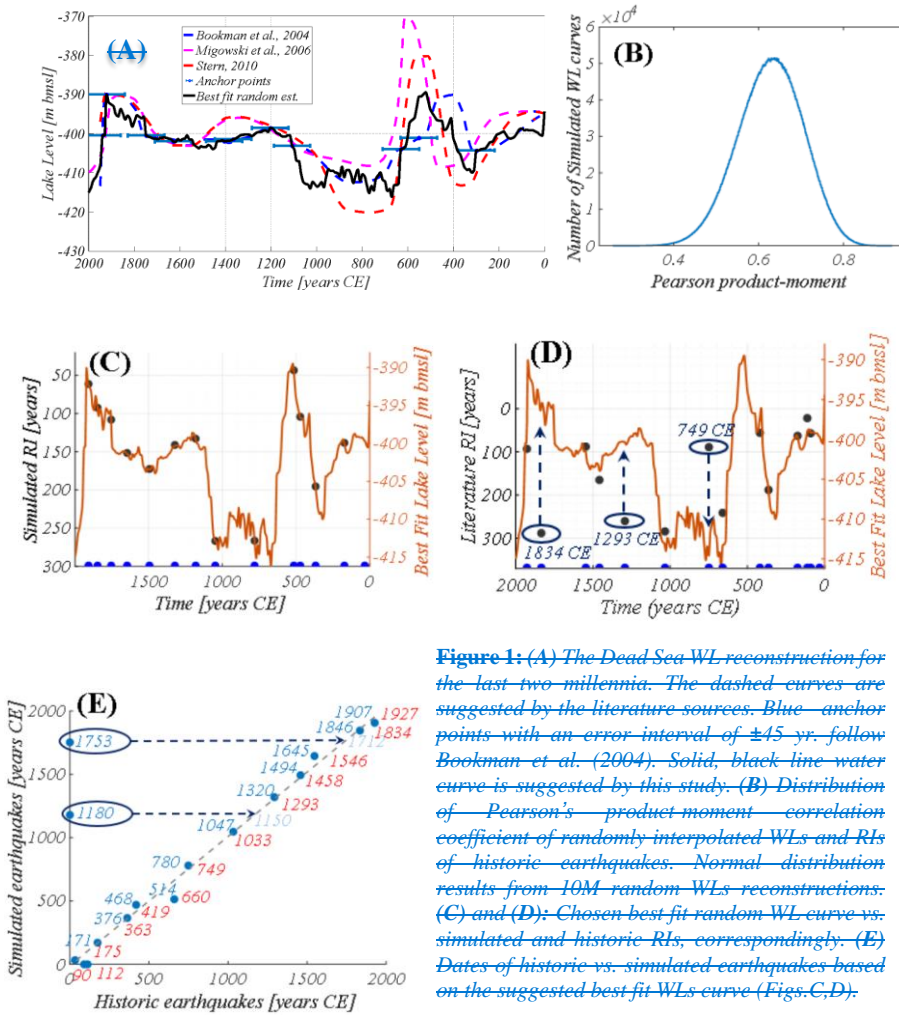 (A)
Bookman et al., 2004
Migowski et al., 2006
Stern, 2010
Anchor points
Best fit random est.
Lake Level [m bmsl]
-370
-380
-390
-400
-410
-420
-430
2000 1800 1600 1400 1200 1000 800 600 400 200 0
Time [years CE]
(B)
6×10⁴
5
4
3
2
1
0
Number of Simulated WL curves
0.4 0.6 0.8
Pearson product-moment
(C)
Simulated RI [years]
50
100
150
200
250
300
1500 1000 500 0
Time [years CE]
-390
-395
-400
-405
-410
-415
Best Fit Lake Level [m bmsl]
(D)
Literature RI [years]
0
100
200
300
749 CE
1293 CE
1834 CE
2000 1500 1000 500 0
Time (years CE)
-390
-395
-400
-405
-410
-415
Best Fit Lake Level [m bmsl]
(E)
Simulated earthquakes [years CE]
2000
1500
1000
500
0
1907 1927
1846 1834
1753 1712
1645 1546
1494 1458
1320 1293
1180 1150
1047 1033
780 749
514 660
468 419
376 363
171 175
90 112
0 500 1000 1500 2000
Historic earthquakes [years CE]
Figure 1: (A) The Dead Sea WL reconstruction for
the last two millennia. The dashed curves are
suggested by the literature sources. Blue anchor
points with an error interval of ±45 yr. follow
Bookman et al. (2004). Solid, black line water
curve is suggested by this study. (B) Distribution
of Pearson's product-moment correlation
coefficient of randomly interpolated WLs and RIs
of historic earthquakes. Normal distribution
results from 10M random WLs reconstructions.
(C) and (D): Chosen best fit random WL curve vs.
simulated and historic RIs, correspondingly. (E)
Dates of historic vs. simulated earthquakes based
on the suggested best fit WLs curve (Figs.C,D).